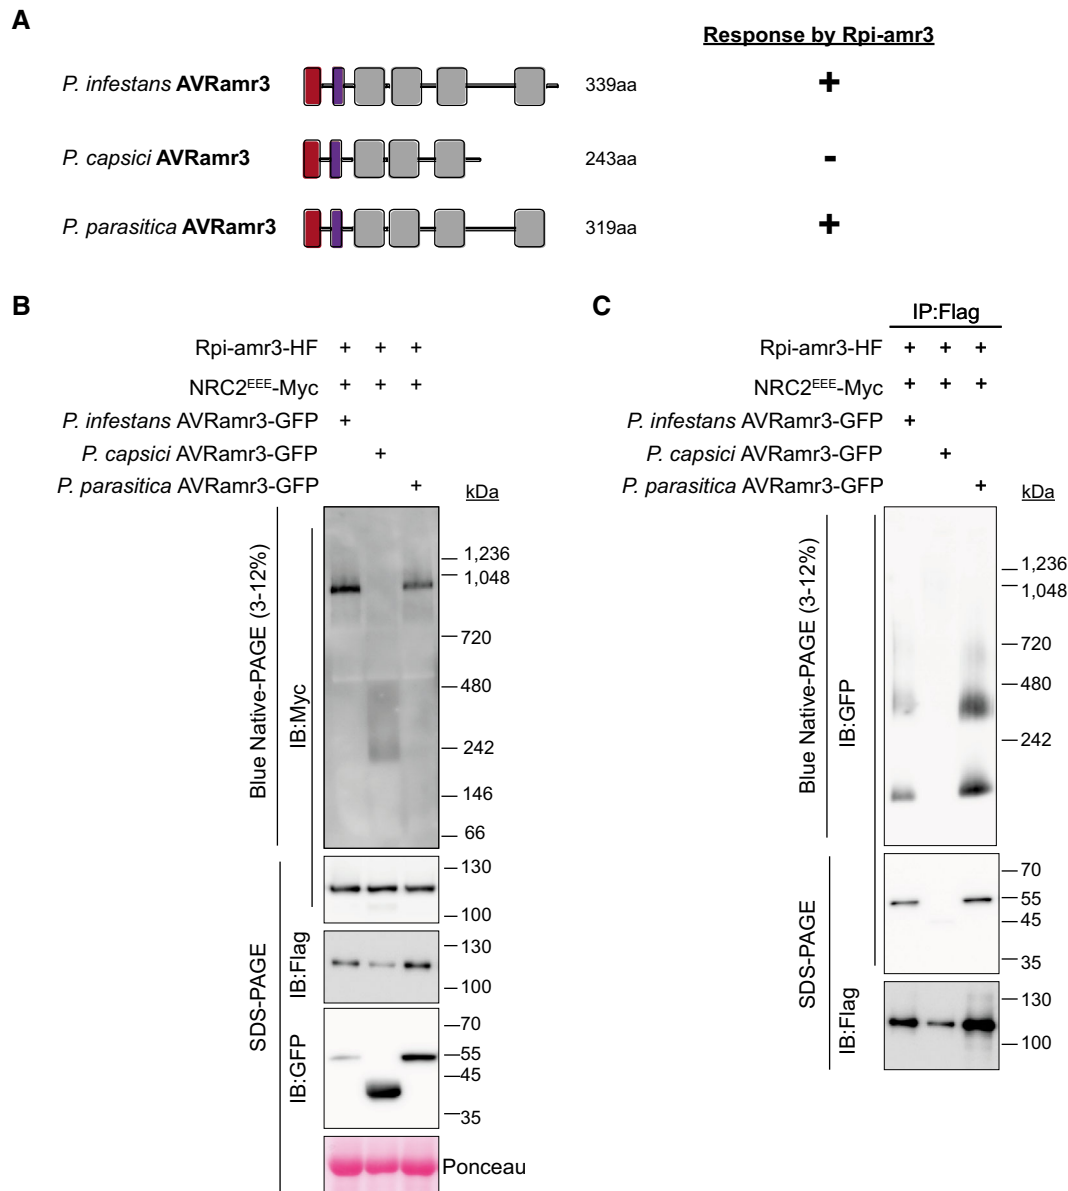 A
Response by Rpi-amr3
P. infestans AVRamr3 339aa +
P. capsici AVRamr3 243aa -
P. parasitica AVRamr3 319aa +
B
Rpi-amr3-HF + + +
NRC2EEE-Myc + + +
P. infestans AVRamr3-GFP +
P. capsici AVRamr3-GFP +
P. parasitica AVRamr3-GFP +
kDa
Blue Native-PAGE (3-12%)
IB:Myc
1,236
1,048
720
480
242
146
66
SDS-PAGE
130
100
IB:Flag
130
100
IB:GFP
70
55
45
35
Ponceau
C
IP:Flag
Rpi-amr3-HF + + +
NRC2EEE-Myc + + +
P. infestans AVRamr3-GFP +
P. capsici AVRamr3-GFP +
P. parasitica AVRamr3-GFP +
kDa
Blue Native-PAGE (3-12%)
IB:GFP
1,236
1,048
720
480
242
SDS-PAGE
70
55
45
35
IB:Flag
130
100